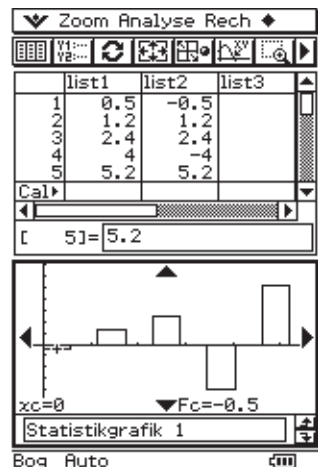 Zoom Analyse Rech ◆
Y1:
Y2:
list1 list2 list3
1 0.5 -0.5
2 1.2 1.2
3 2.4 2.4
4 4 -4
5 5.2 5.2
Cal▶
[ 5]= 5.2
xc=0 Fc=-0.5
Statistikgrafik 1
Bog Auto